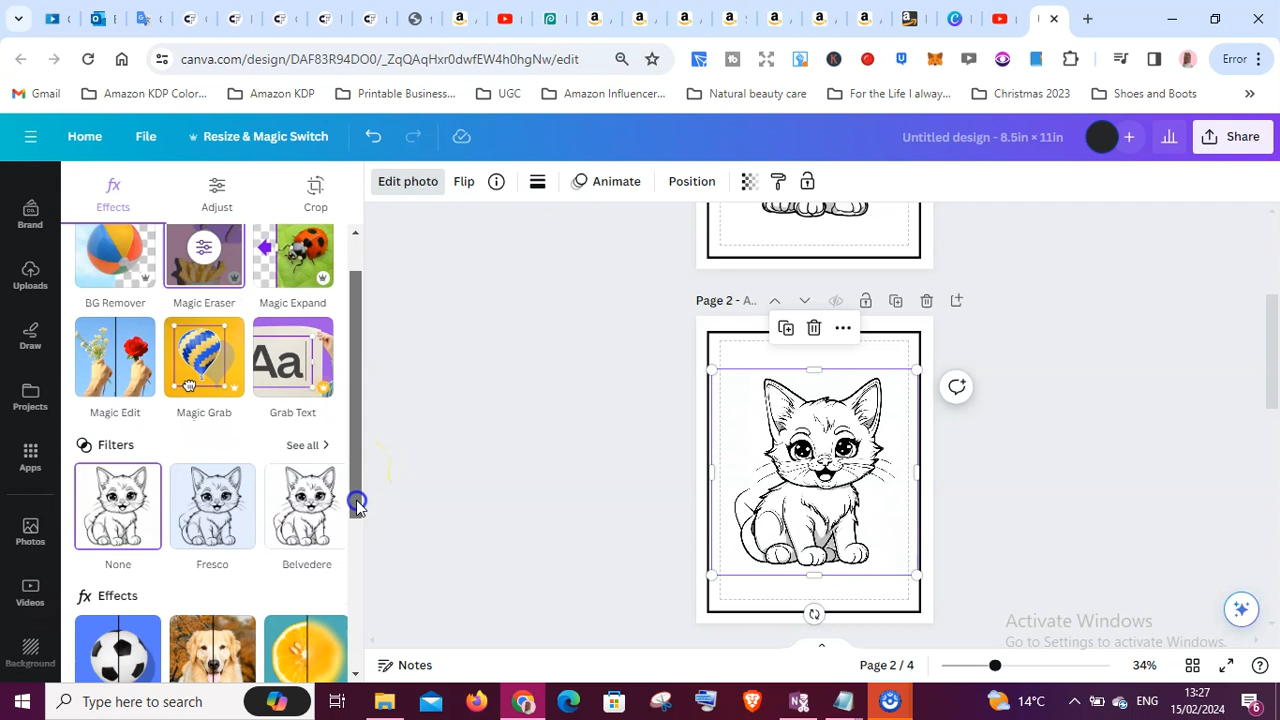 canva.com/design/DAF83R94DO0/_ZqQAqHxr0dwfEW4h0hgNw/edit
Error
Gmail
Amazon KDP Color...
Amazon KDP
Printable Business...
UGC
Amazon Influencer...
Natural beauty care
For the Life I alway...
Christmas 2023
Shoes and Boots
Home
File
Resize & Magic Switch
Untitled design - 8.5in × 11in
Share
Edit photo
Flip
Animate
Position
Effects
Adjust
Crop
Brand
Uploads
Draw
Projects
Apps
Photos
Videos
Background
BG Remover
Magic Eraser
Magic Expand
Aa
Magic Edit
Magic Grab
Grab Text
Filters
See all
None
Fresco
Belvedere
Effects
Page 2 - A..
Activate Windows
Go to Settings to activate Windows.
Notes
Page 2 / 4
34%
Type here to search
14°C
ENG
13:27
15/02/2024
6